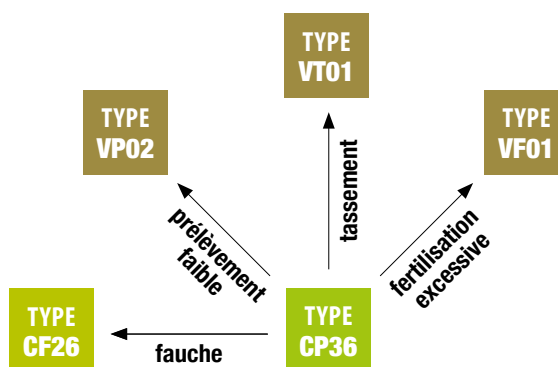 TYPE
VT01
TYPE
VP02
TYPE
VF01
tassement
prélèvement
faible
fertilisation
excessive
TYPE
CF26
fauche
TYPE
CP36